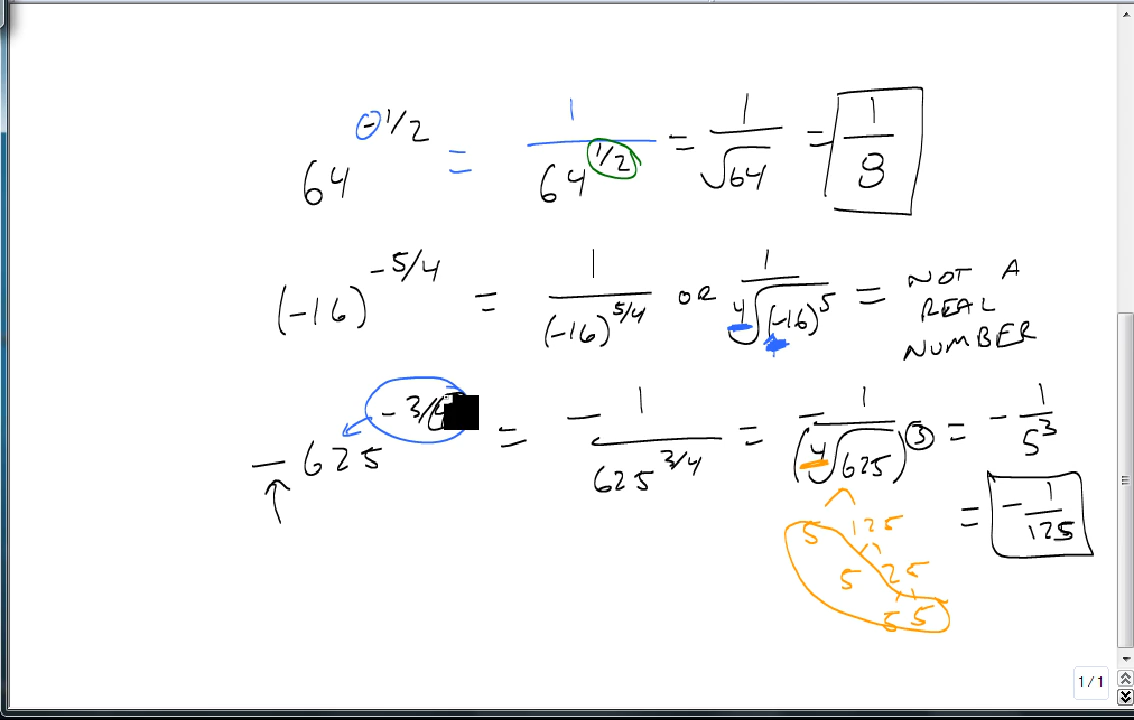 64^(-1/2) = 1/64^(1/2) = 1/√64 = 1/8
(-16)^(-5/4) = 1/(-16)^(5/4) OR 1/⁴√(-16)^5 = NOT A REAL NUMBER
-625^(-3/ = -1/625^(3/4) = -1/(⁴√625)^3 = -1/5^3
= -1/125
5 125
5 25
5 5
1/1